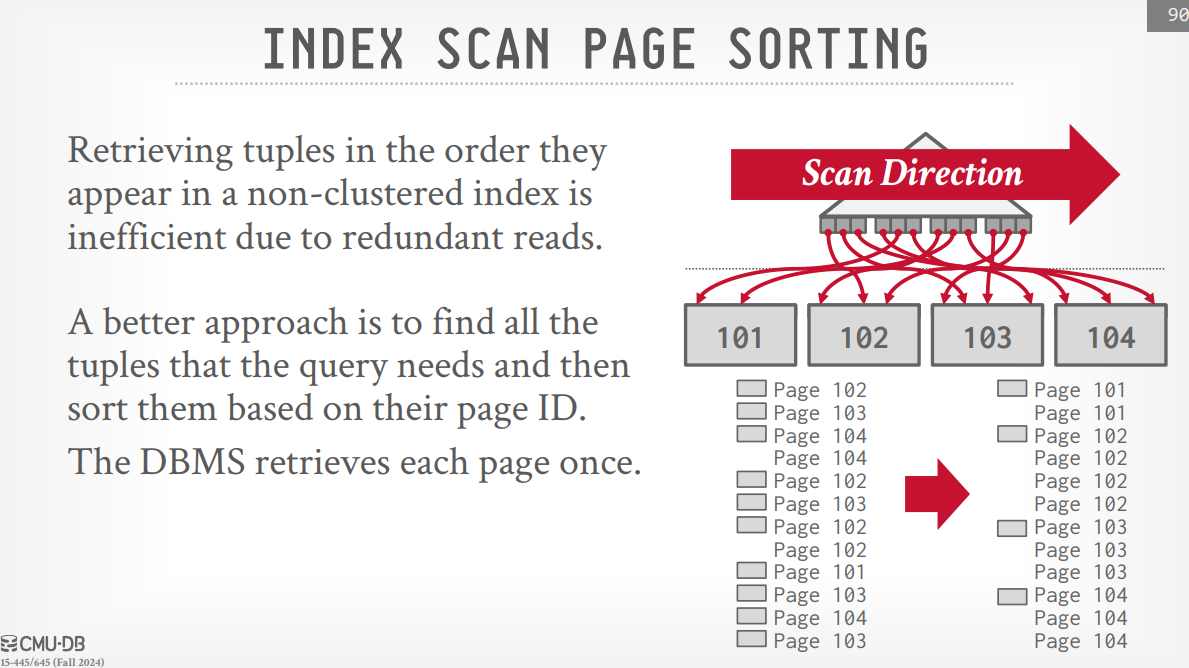 90
INDEX SCAN PAGE SORTING
Retrieving tuples in the order they
appear in a non-clustered index is
inefficient due to redundant reads.
A better approach is to find all the
tuples that the query needs and then
sort them based on their page ID.
The DBMS retrieves each page once.
Scan Direction
101 102 103 104
Page 102
Page 103
Page 104
Page 104
Page 102
Page 103
Page 102
Page 102
Page 101
Page 103
Page 104
Page 103
Page 101
Page 101
Page 102
Page 102
Page 102
Page 102
Page 103
Page 103
Page 103
Page 104
Page 104
Page 104
CMU·DB
15-445/645 (Fall 2024)